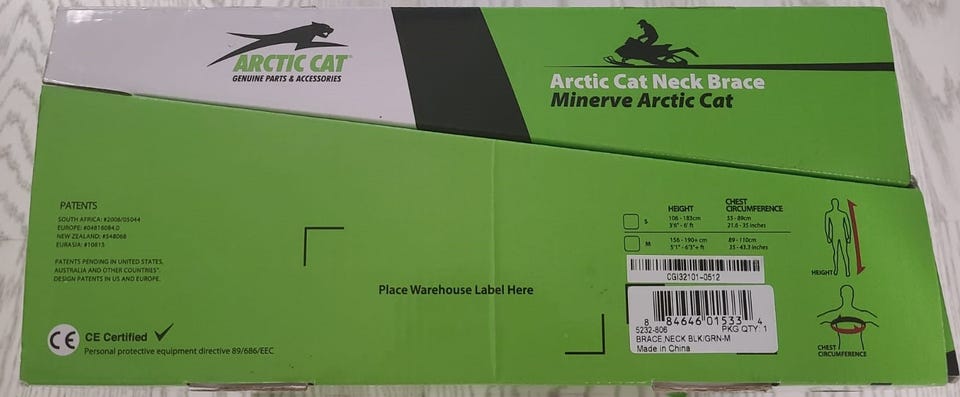 ARCTIC CAT
GENUINE PARTS & ACCESSORIES
Arctic Cat Neck Brace
Minerve Arctic Cat
PATENTS
SOUTH AFRICA: #2006/05044
EUROPE: #04816084.0
NEW ZEALAND: #548068
EURASIA: #10615
PATENTS PENDING IN UNITED STATES,
AUSTRALIA AND OTHER COUNTRIES*.
DESIGN PATENTS IN US AND EUROPE.
CE CE Certified
Personal protective equipment directive 89/686/EEC
Place Warehouse Label Here
HEIGHT CHEST CIRCUMFERENCE
S 106 - 183cm 55 - 89cm
3'6" - 6' ft 21.6 - 35 inches
M 156 - 190+ cm 89 - 110cm
5'1" - 6'3"+ ft 35 - 43.3 inches
CGI32101-0512
8 84646 01533 4
5232-806 PKG QTY: 1
BRACE,NECK BLK/GRN-M
Made in China
HEIGHT
CHEST
CIRCUMFERENCE